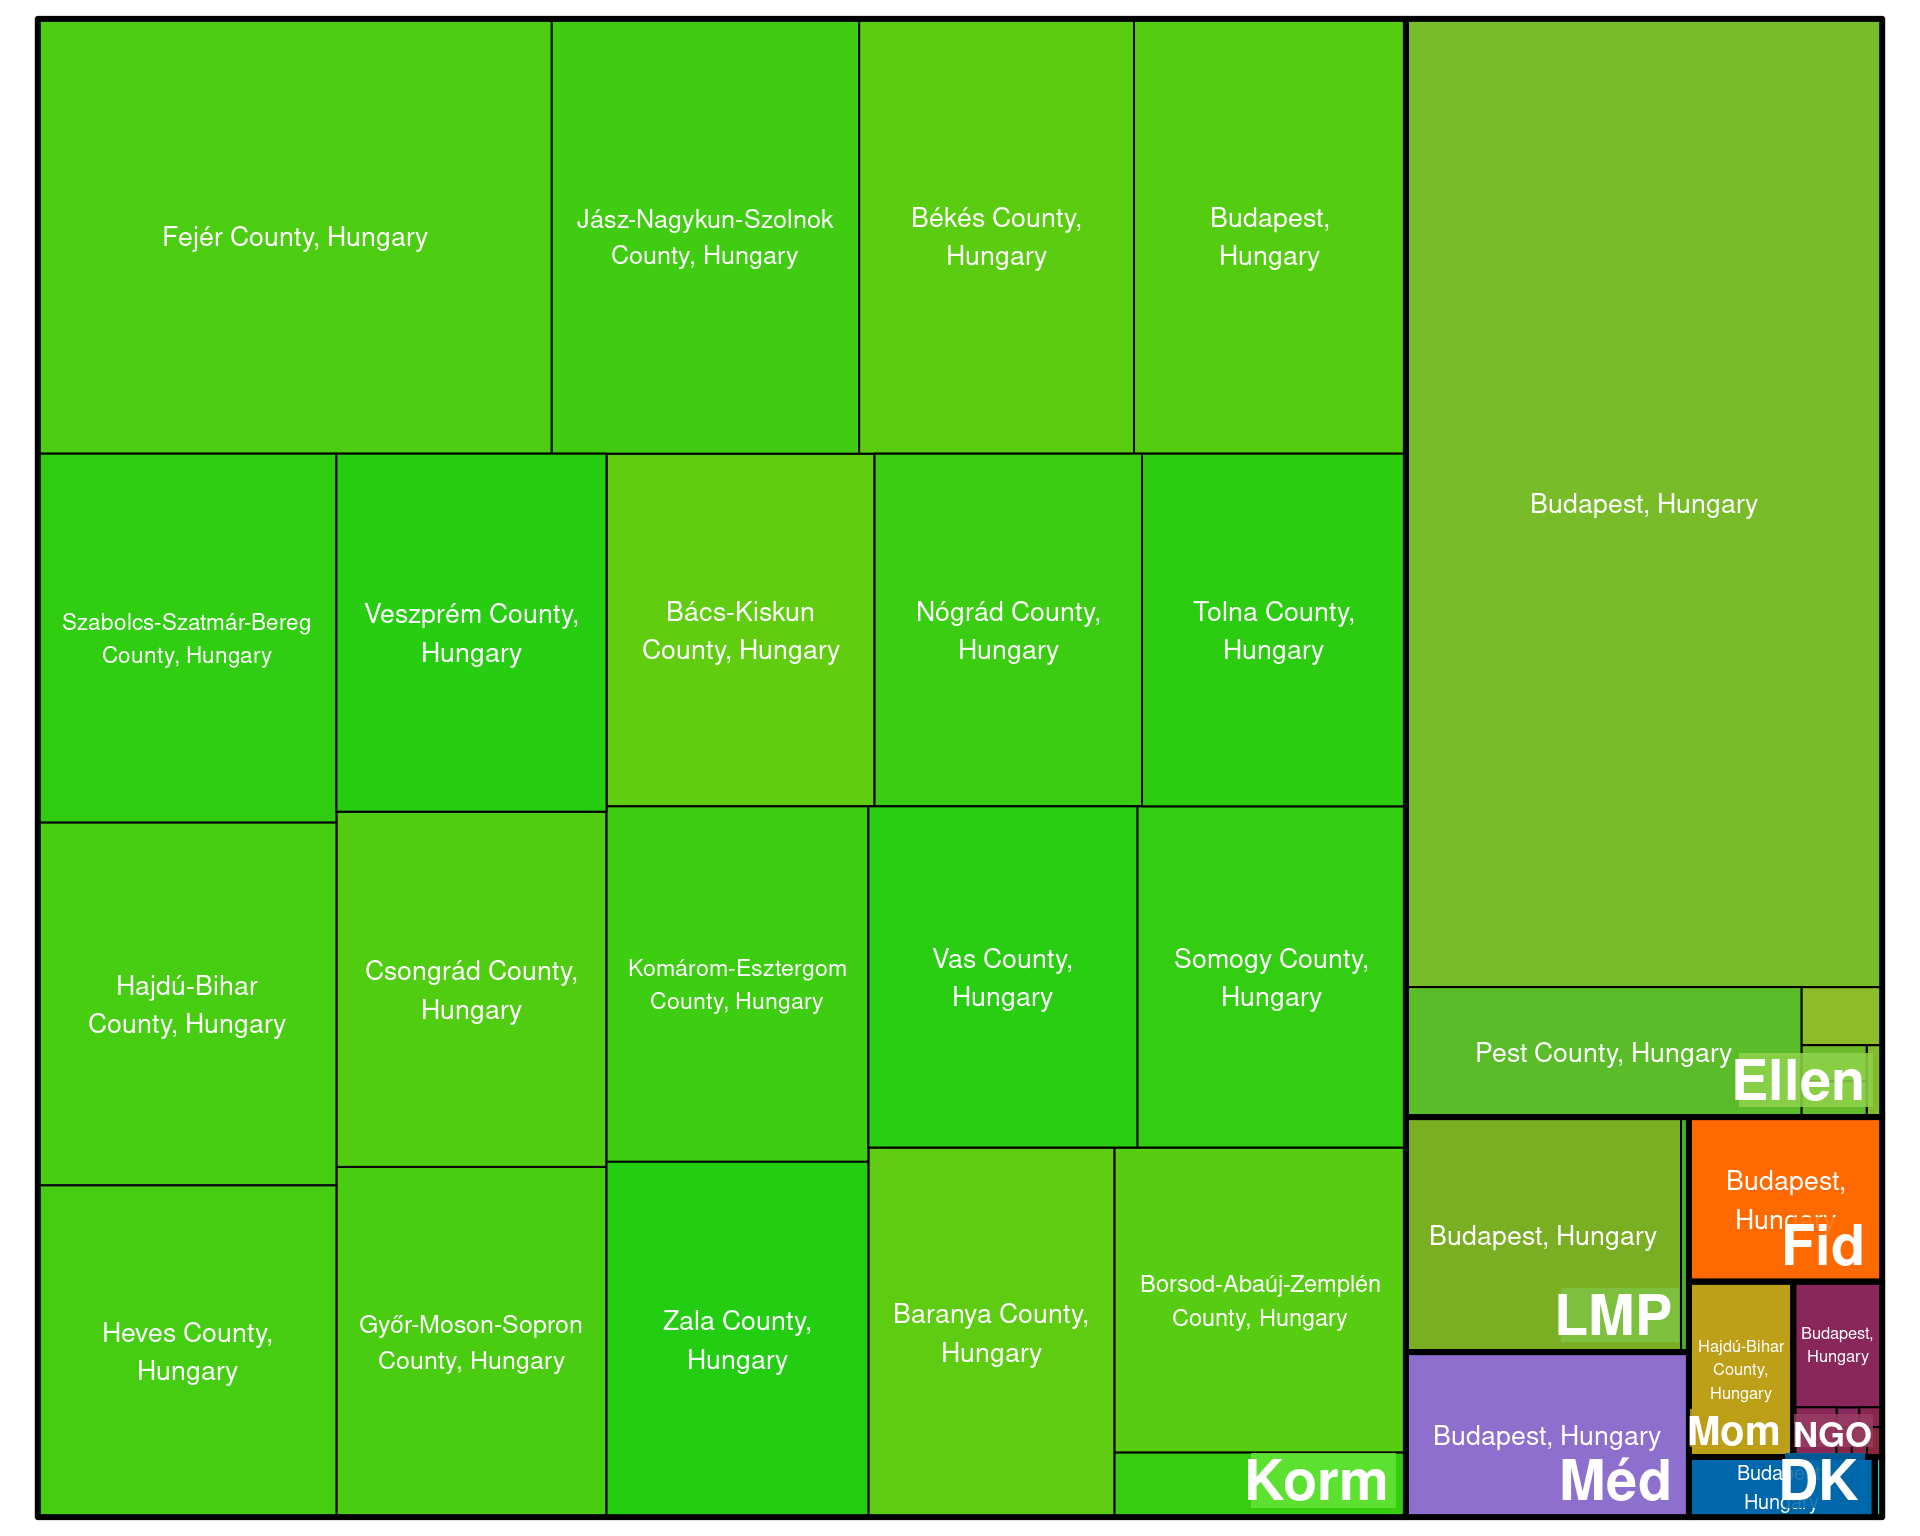 Fejér County, Hungary
Jász-Nagykun-Szolnok
County, Hungary
Békés County,
Hungary
Budapest,
Hungary
Budapest, Hungary
Szabolcs-Szatmár-Bereg
County, Hungary
Veszprém County,
Hungary
Bács-Kiskun
County, Hungary
Nógrád County,
Hungary
Tolna County,
Hungary
Hajdú-Bihar
County, Hungary
Csongrád County,
Hungary
Komárom-Esztergom
County, Hungary
Vas County,
Hungary
Somogy County,
Hungary
Pest County, Hungary
Ellen
Heves County,
Hungary
Győr-Moson-Sopron
County, Hungary
Zala County,
Hungary
Baranya County,
Hungary
Borsod-Abaúj-Zemplén
County, Hungary
Korm
Budapest, Hungary
LMP
Budapest,
Hungary
Fid
Budapest, Hungary
Méd
Hajdú-Bihar
County,
Hungary
Mom
Budapest,
Hungary
NGO
Budapest,
Hungary
DK